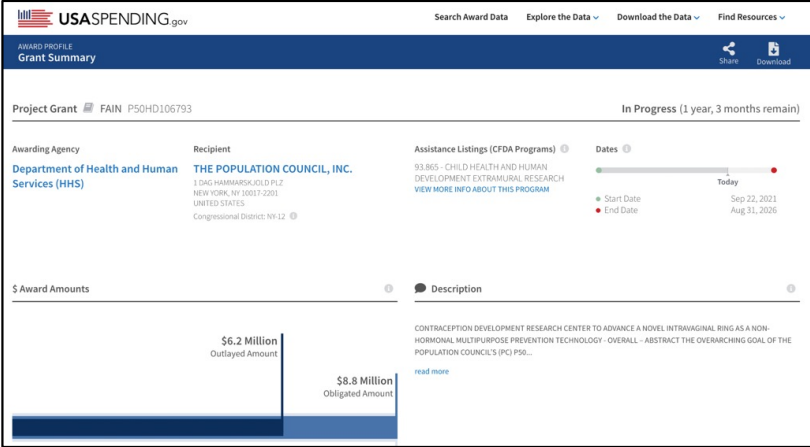 USASPENDING.gov
Search Award Data Explore the Data Download the Data Find Resources
AWARD PROFILE
Grant Summary
Share Download
Project Grant FAIN P50HD106793
In Progress (1 year, 3 months remain)
Awarding Agency
Department of Health and Human
Services (HHS)
Recipient
THE POPULATION COUNCIL, INC.
1 DAG HAMMARSKJOLD PLZ
NEW YORK, NY 10017-2201
UNITED STATES
Congressional District: NY-12
Assistance Listings (CFDA Programs)
93.865 - CHILD HEALTH AND HUMAN
DEVELOPMENT EXTRAMURAL RESEARCH
VIEW MORE INFO ABOUT THIS PROGRAM
Dates
Today
Start Date Sep 22, 2021
End Date Aug 31, 2026
$ Award Amounts
$6.2 Million
Outlayed Amount
$8.8 Million
Obligated Amount
Description
CONTRACEPTION DEVELOPMENT RESEARCH CENTER TO ADVANCE A NOVEL INTRAVAGINAL RING AS A NON-
HORMONAL MULTIPURPOSE PREVENTION TECHNOLOGY - OVERALL – ABSTRACT THE OVERARCHING GOAL OF THE
POPULATION COUNCIL'S (PC) P50...
read more